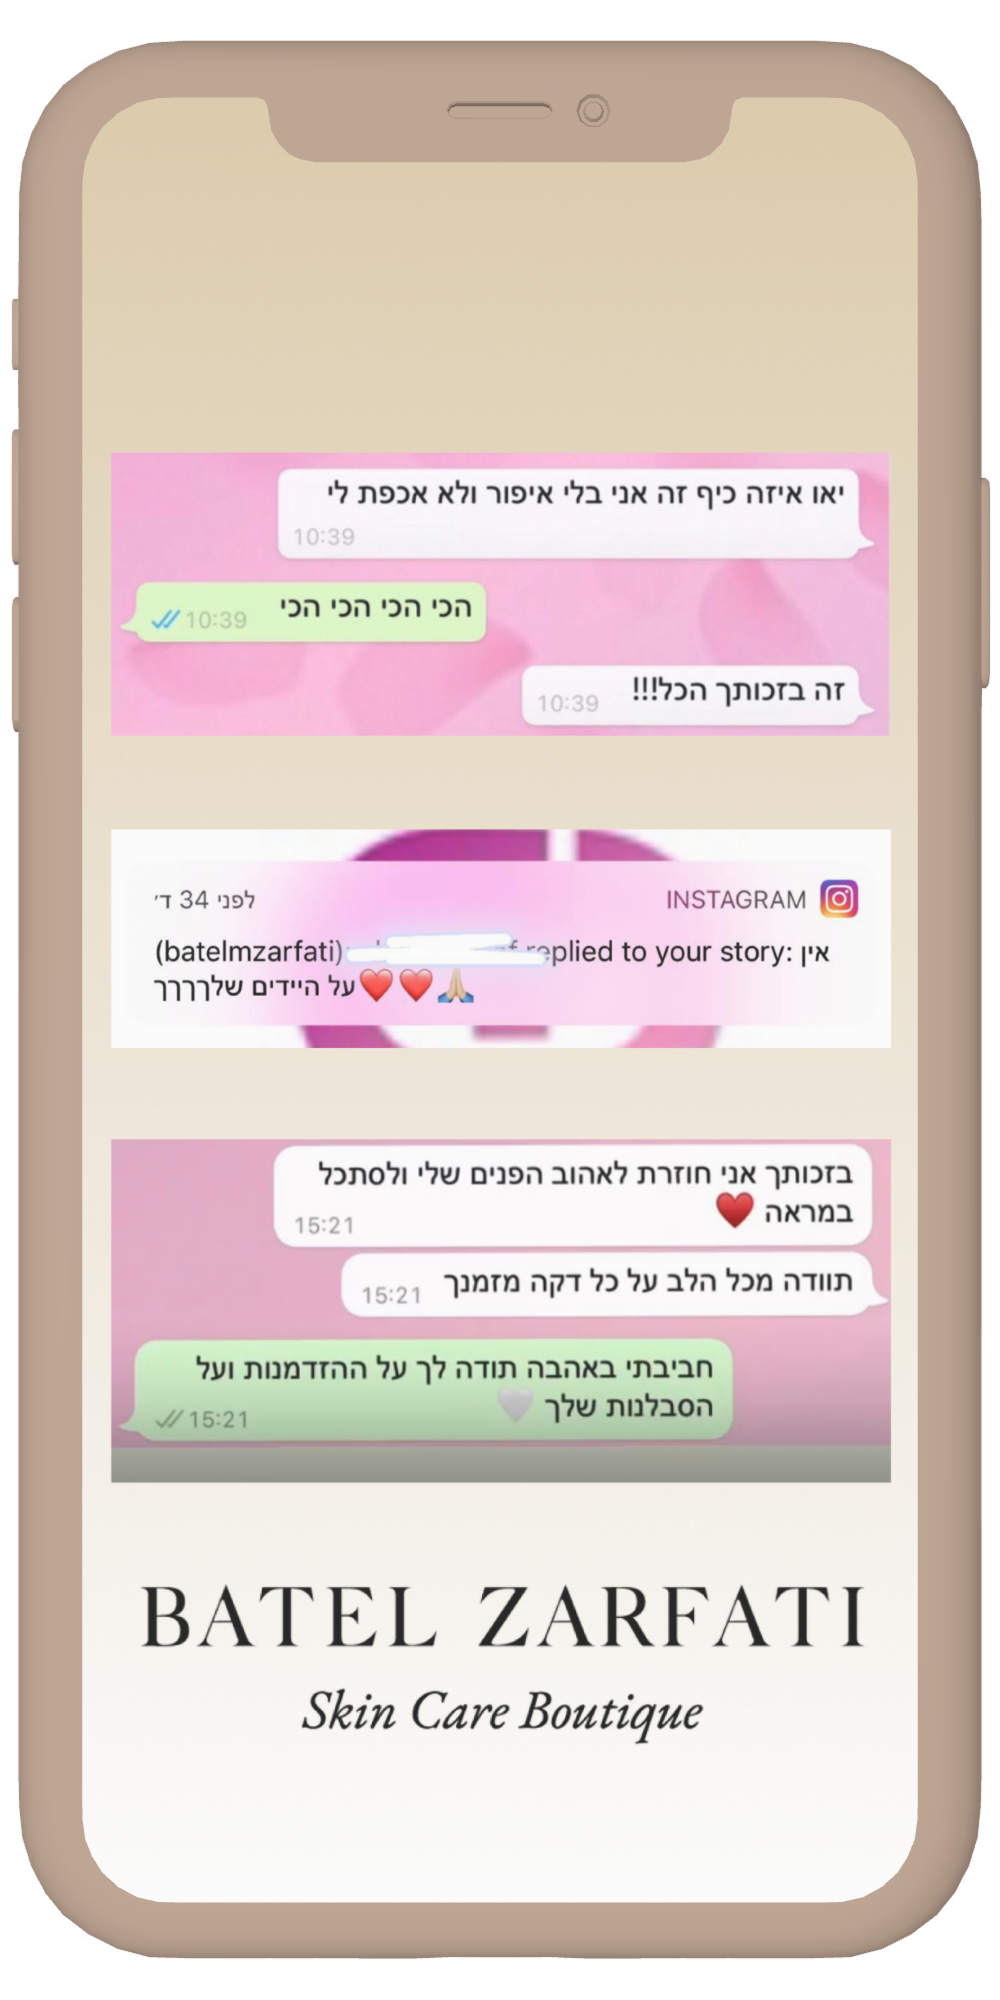 יאו איזה כיף זה אני בלי איפור ולא אכפת לי
10:39
הכי הכי הכי הכי
10:39
זה בזכותך הכל!!!
10:39
INSTAGRAM
לפני 34 ד׳
(batelmzarfati) replied to your story: אין
על היידים שלךךךך❤️❤️🙏🏼
בזכותך אני חוזרת לאהוב הפנים שלי ולסתכל
במראה ❤️
15:21
תוודה מכל הלב על כל דקה מזמנך
15:21
חביבתי באהבה תודה לך על ההזדמנות ועל
הסבלנות שלך 🤍
15:21
BATEL ZARFATI
Skin Care Boutique